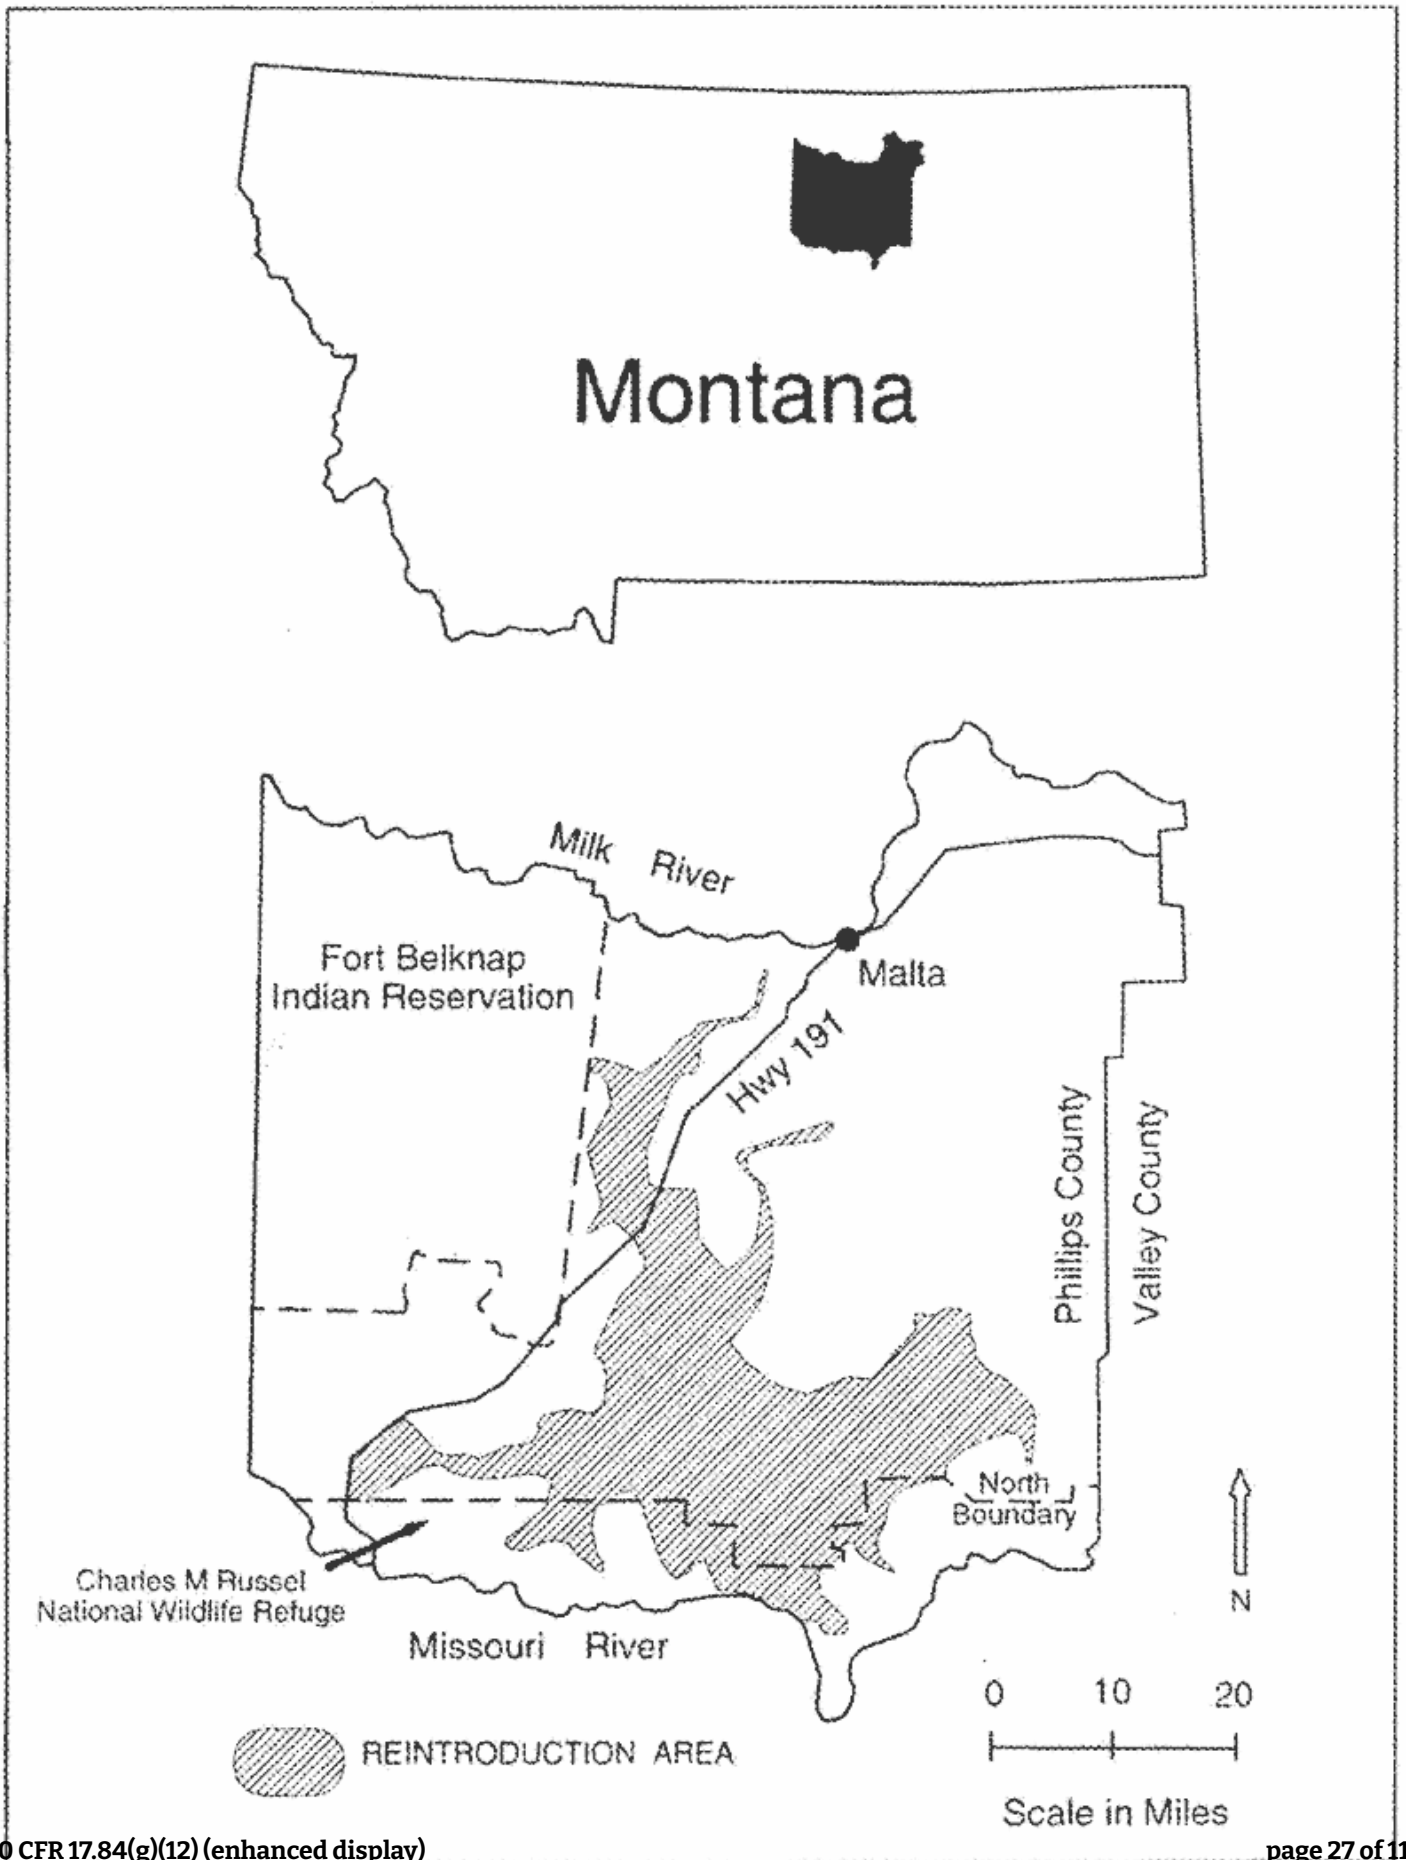 Montana
Milk River
Fort Belknap
Indian Reservation
Malta
Hwy 191
Phillips County
Valley County
North
Boundary
Charles M Russel
National Wildlife Refuge
Missouri River
N
0 10 20
REINTRODUCTION AREA
Scale in Miles
0 CFR 17.84(g)(12) (enhanced display)
page 27 of 11